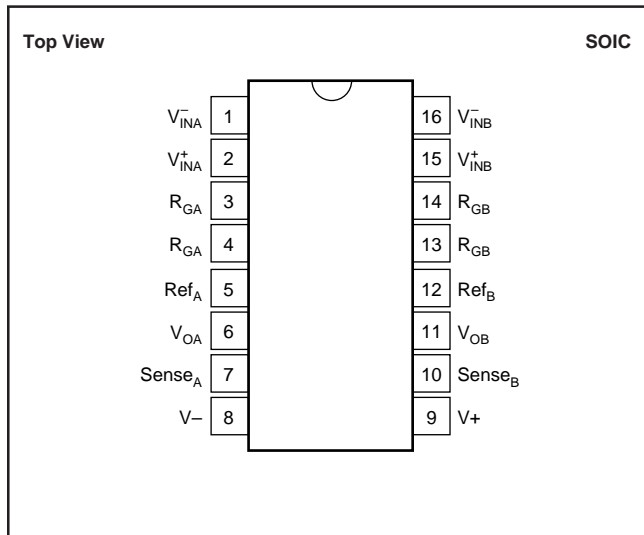 Top View SOIC
V⁻INA 1 16 V⁻INB
V⁺INA 2 15 V⁺INB
RGA 3 14 RGB
RGA 4 13 RGB
RefA 5 12 RefB
VOA 6 11 VOB
SenseA 7 10 SenseB
V– 8 9 V+